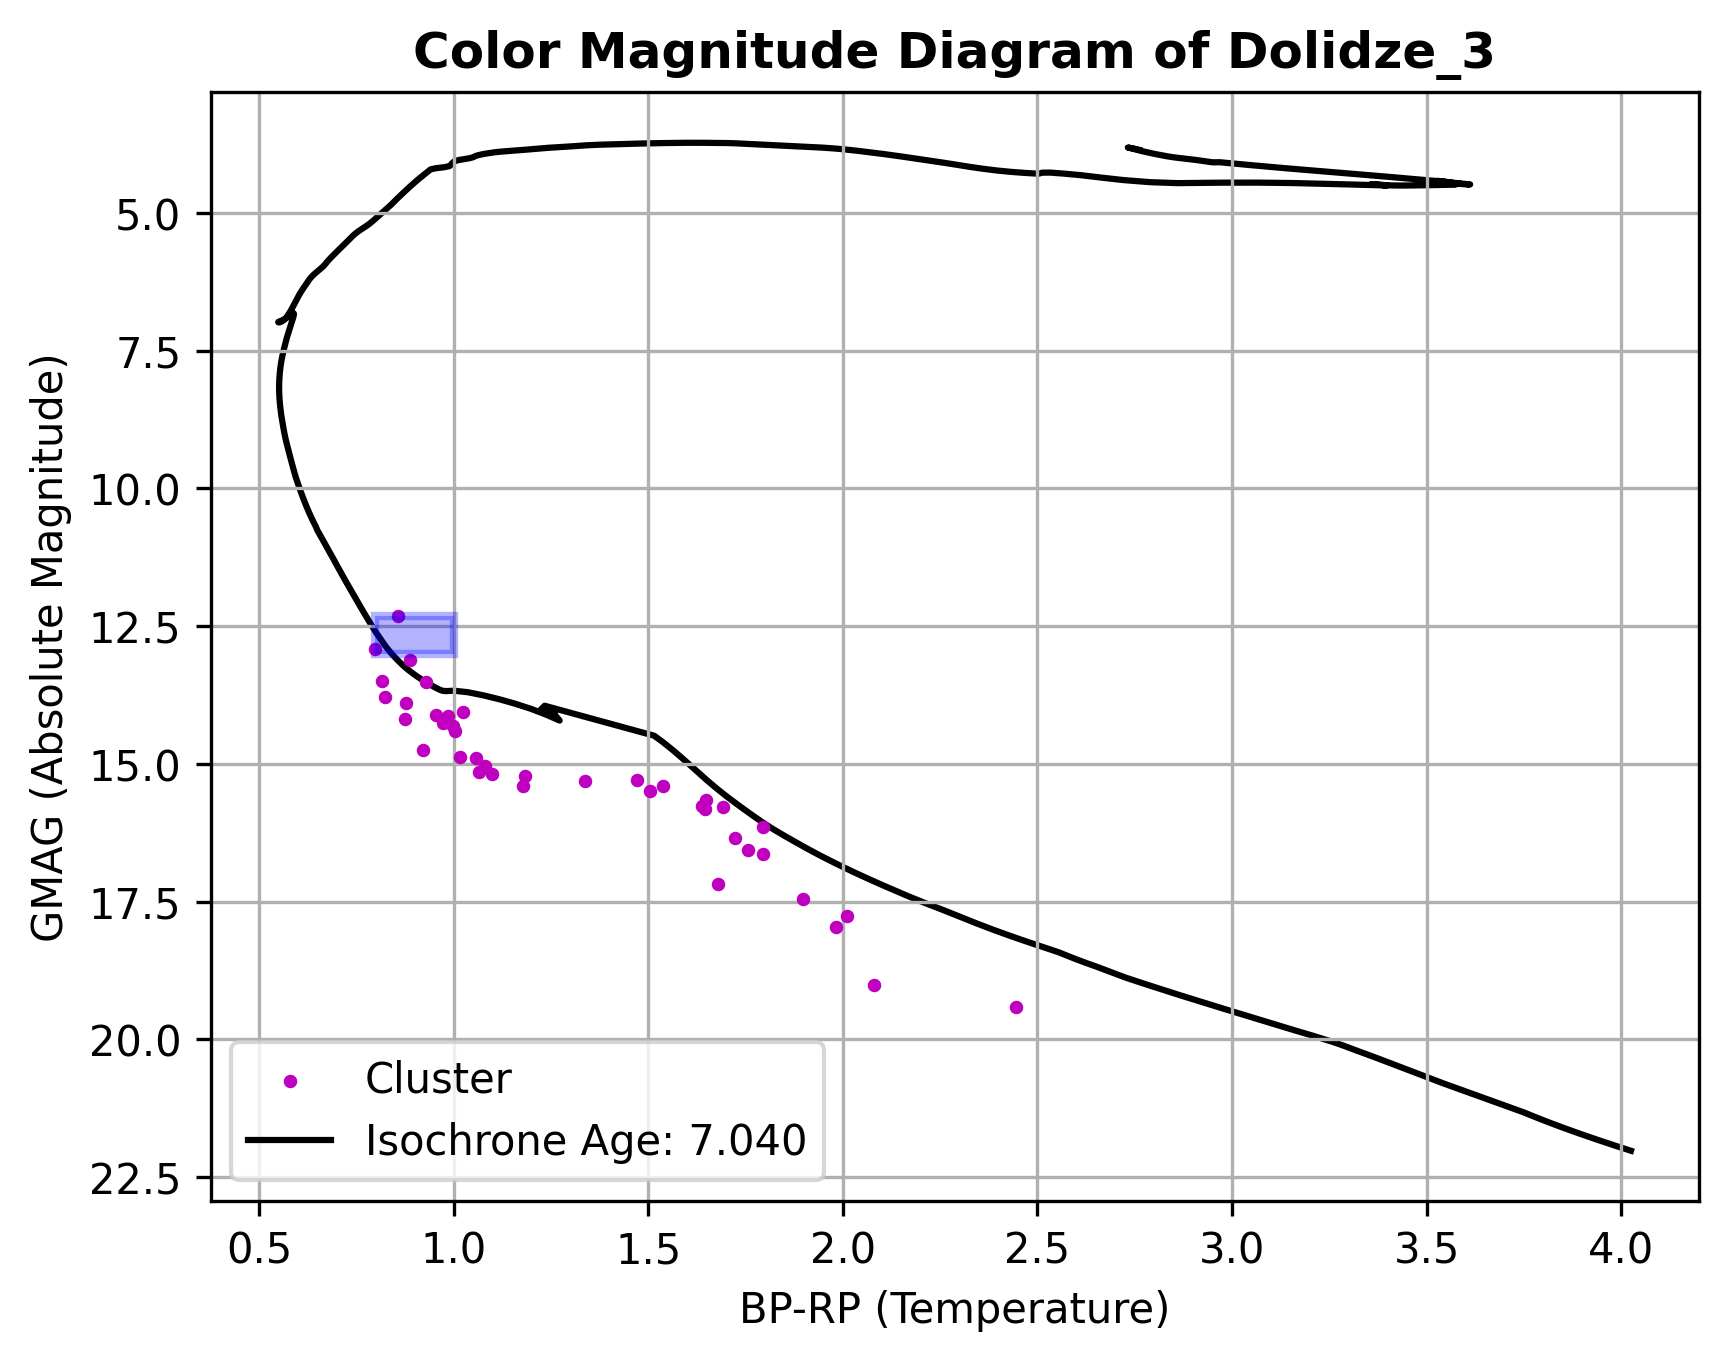 Color Magnitude Diagram of Dolidze_3
GMAG (Absolute Magnitude)
5.0
7.5
10.0
12.5
15.0
17.5
20.0
22.5
Cluster
Isochrone Age: 7.040
0.5 1.0 1.5 2.0 2.5 3.0 3.5 4.0
BP-RP (Temperature)